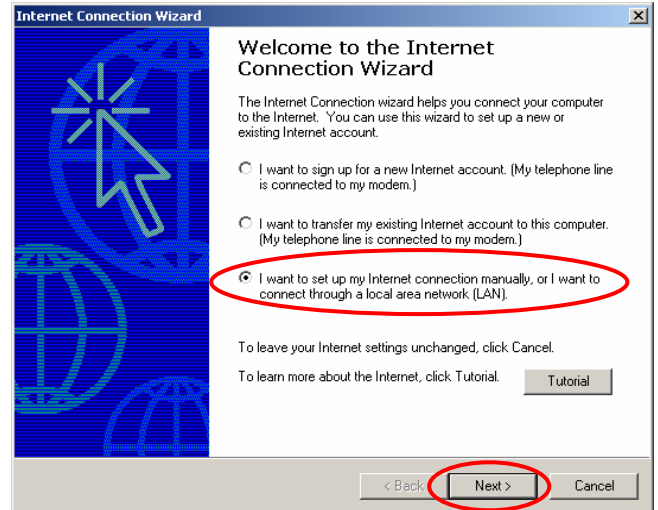 Internet Connection Wizard
Welcome to the Internet
Connection Wizard
The Internet Connection wizard helps you connect your computer
to the Internet. You can use this wizard to set up a new or
existing Internet account.
I want to sign up for a new Internet account. (My telephone line
is connected to my modem.)
I want to transfer my existing Internet account to this computer.
(My telephone line is connected to my modem.)
I want to set up my Internet connection manually, or I want to
connect through a local area network (LAN).
To leave your Internet settings unchanged, click Cancel.
To learn more about the Internet, click Tutorial.
Tutorial
< Back
Next >
Cancel